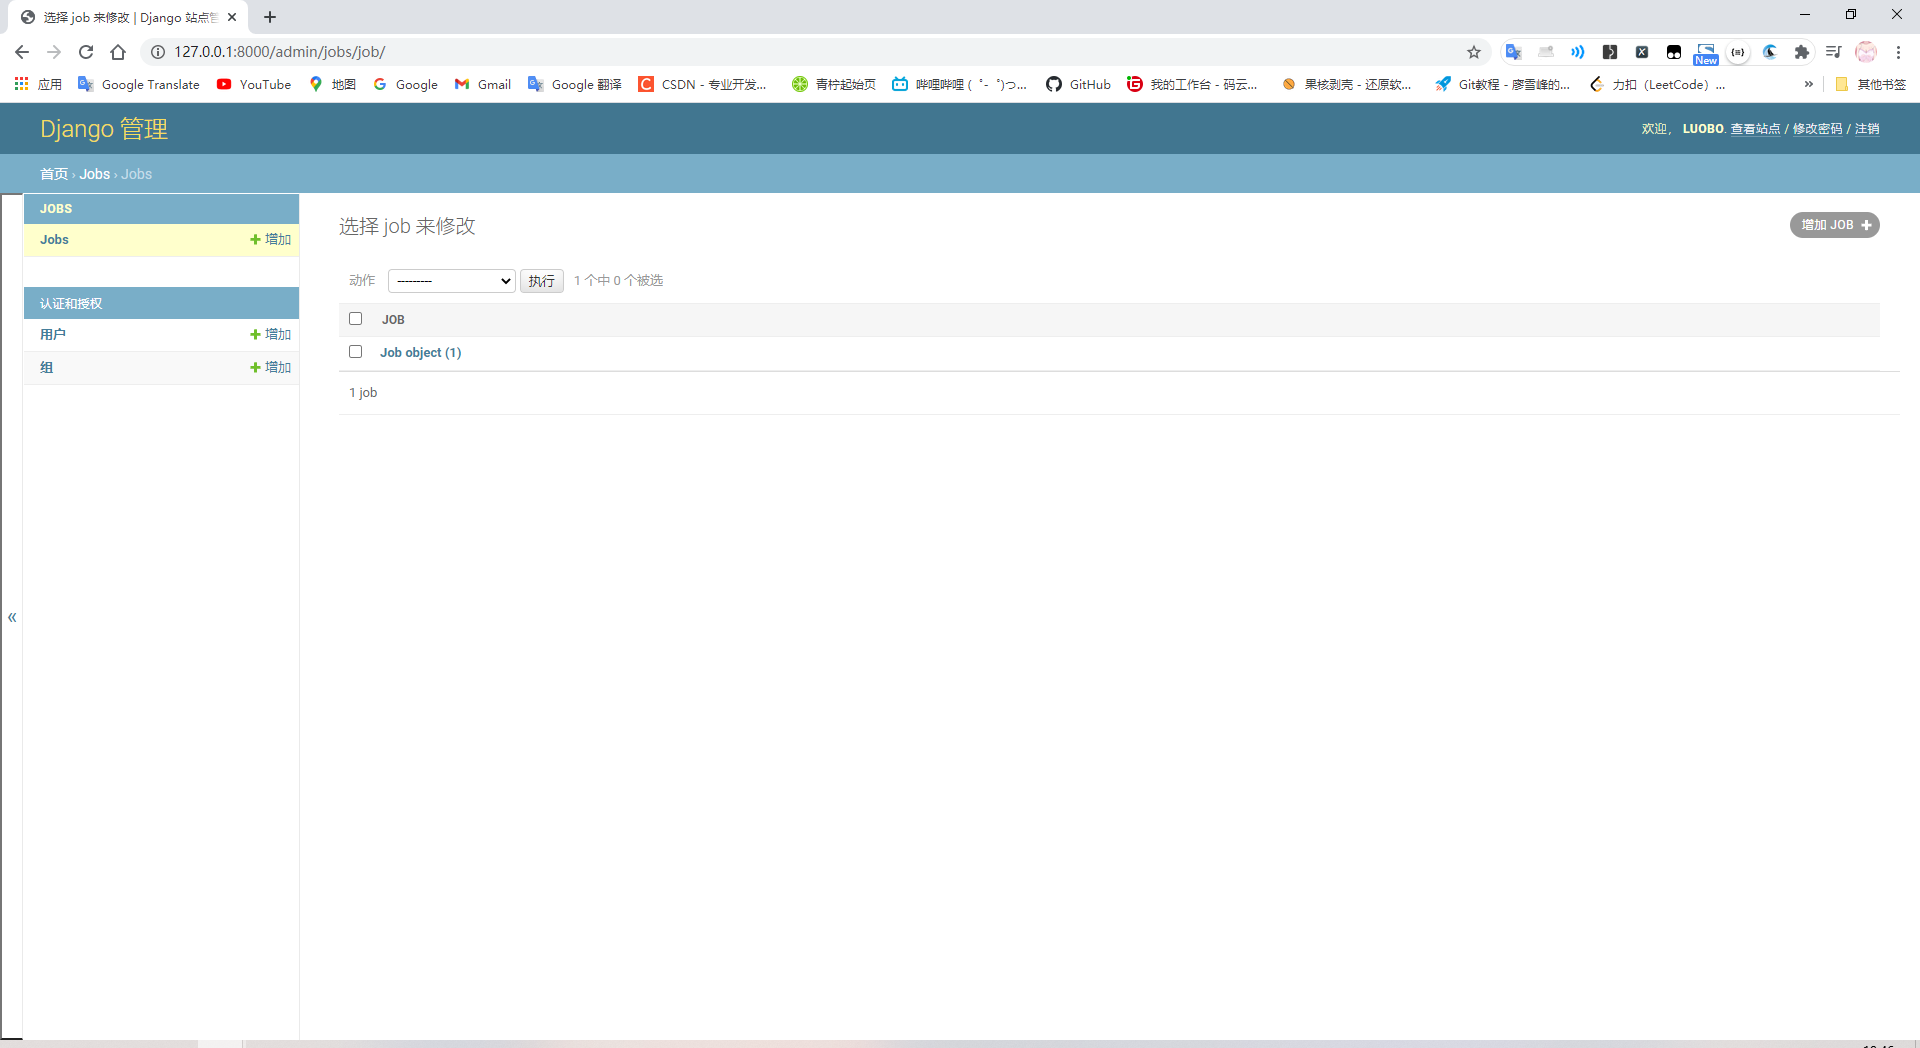 选择 job 来修改 | Django 站点管
127.0.0.1:8000/admin/jobs/job/
New
应用 Google Translate YouTube 地图 Google Gmail Google 翻译 CSDN - 专业开发... 青柠起始页 哔哩哔哩 ( ゜- ゜)つ... GitHub 我的工作台 - 码云... 果核剥壳 - 还原软... Git教程 - 廖雪峰的... 力扣（LeetCode）... » 其他书签
Django 管理
欢迎， LUOBO. 查看站点 / 修改密码 / 注销
首页 › Jobs › Jobs
JOBS
Jobs 增加
认证和授权
用户 增加
组 增加
«
选择 job 来修改
增加 JOB
动作 --------- 执行 1 个中 0 个被选
JOB
Job object (1)
1 job